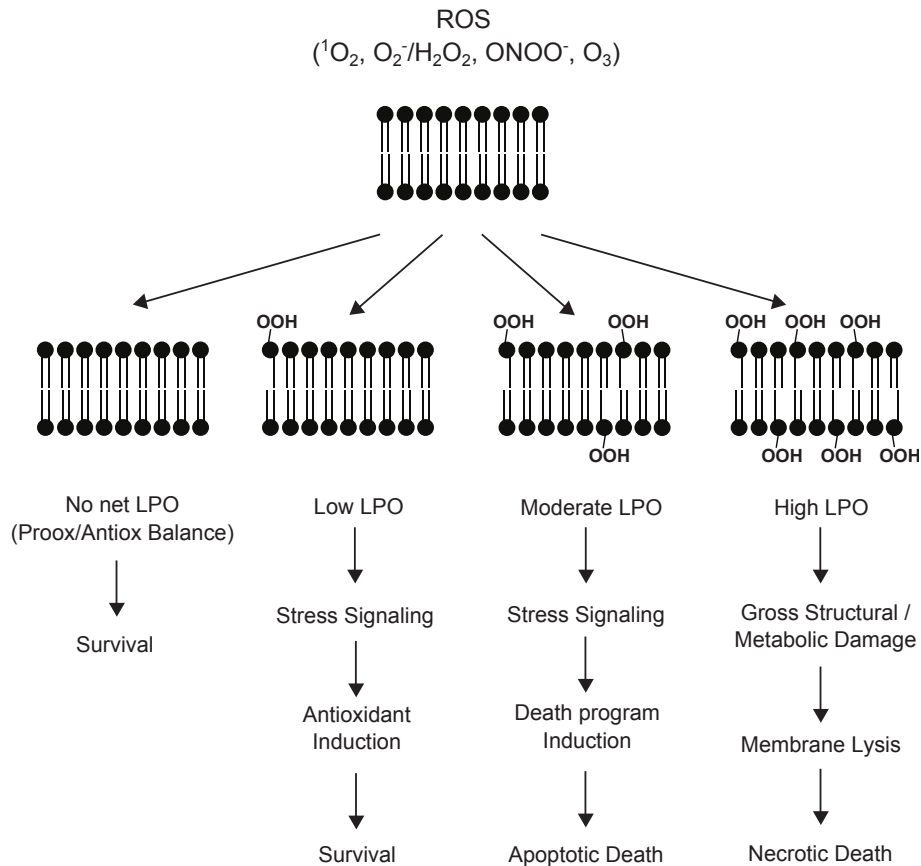 ROS
(¹O₂, O₂⁻/H₂O₂, ONOO⁻, O₃)
OOH
OOH
OOH
OOH
OOH
OOH
OOH
OOH
OOH
OOH
No net LPO
(Proox/Antiox Balance)
Survival
Low LPO
Stress Signaling
Antioxidant
Induction
Survival
Moderate LPO
Stress Signaling
Death program
Induction
Apoptotic Death
High LPO
Gross Structural /
Metabolic Damage
Membrane Lysis
Necrotic Death